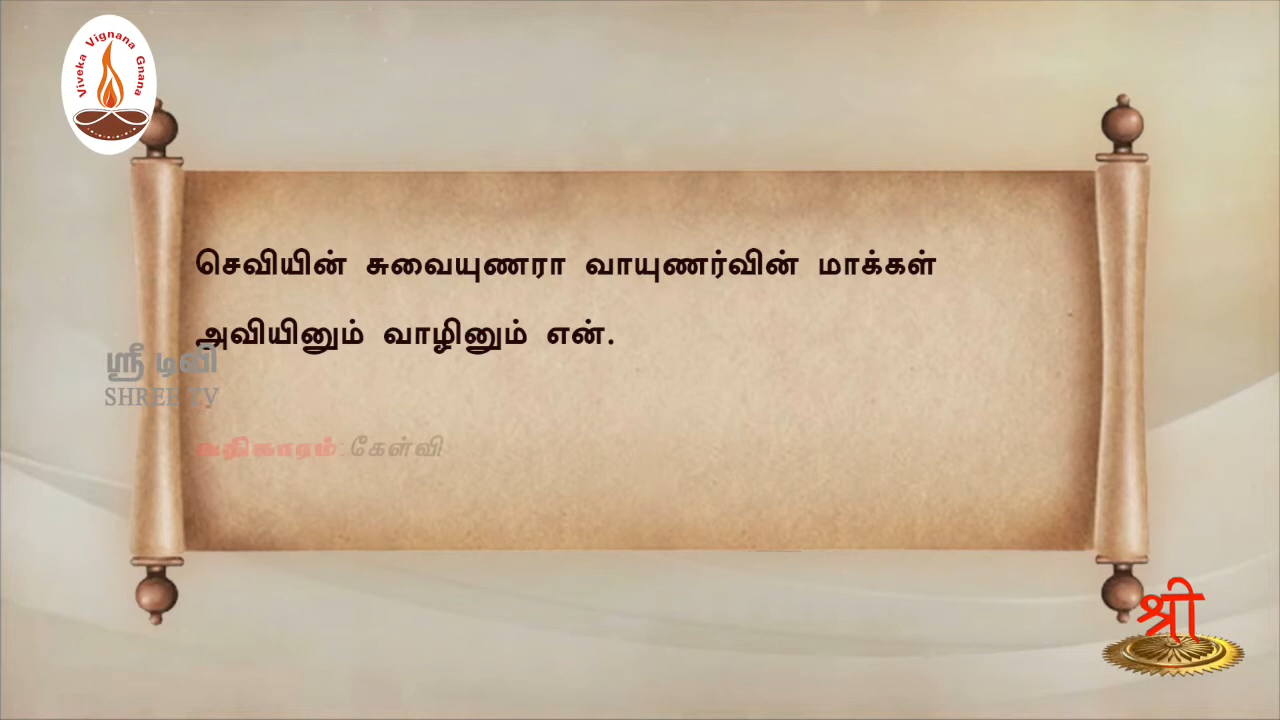 Viveka Vignana Gnana
செவியின் சுவையுணரா வாயுணர்வின் மாக்கள்
அவியினும் வாழினும் என்.
ஸ்ரீ டிவி
SHREE TV
அதிகாரம்:கேள்வி
श्री